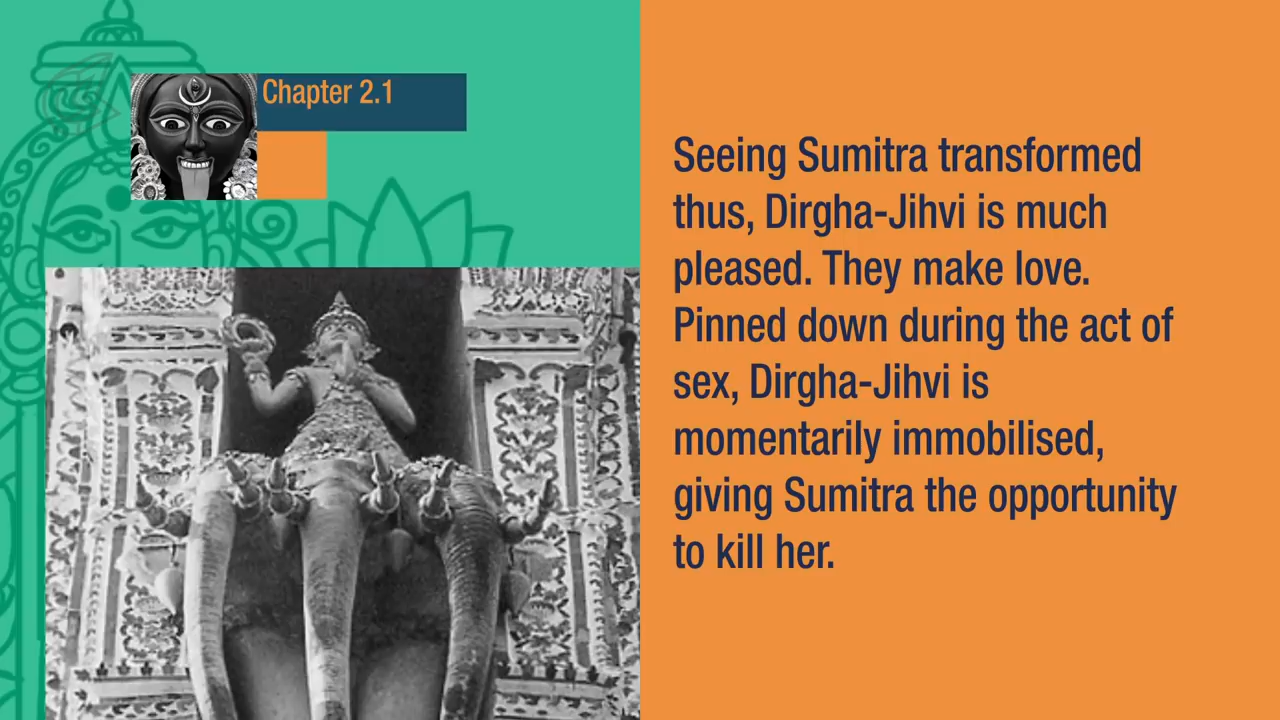 Chapter 2.1
Seeing Sumitra transformed
thus, Dirgha-Jihvi is much
pleased. They make love.
Pinned down during the act of
sex, Dirgha-Jihvi is
momentarily immobilised,
giving Sumitra the opportunity
to kill her.